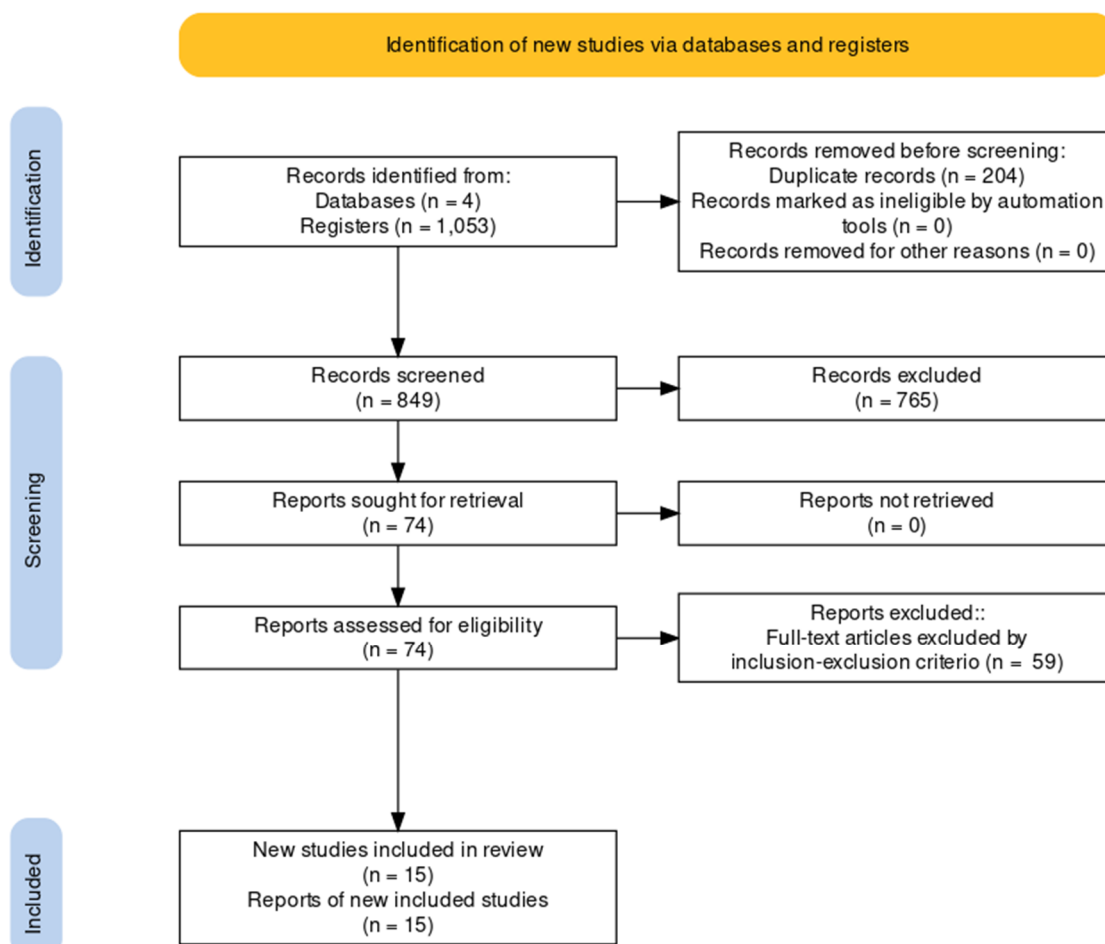 Identification of new studies via databases and registers
Identification
Records identified from:
Databases (n = 4)
Registers (n = 1,053)
Records removed before screening:
Duplicate records (n = 204)
Records marked as ineligible by automation
tools (n = 0)
Records removed for other reasons (n = 0)
Screening
Records screened
(n = 849)
Records excluded
(n = 765)
Reports sought for retrieval
(n = 74)
Reports not retrieved
(n = 0)
Reports assessed for eligibility
(n = 74)
Reports excluded::
Full-text articles excluded by
inclusion-exclusion criterio (n = 59)
Included
New studies included in review
(n = 15)
Reports of new included studies
(n = 15)